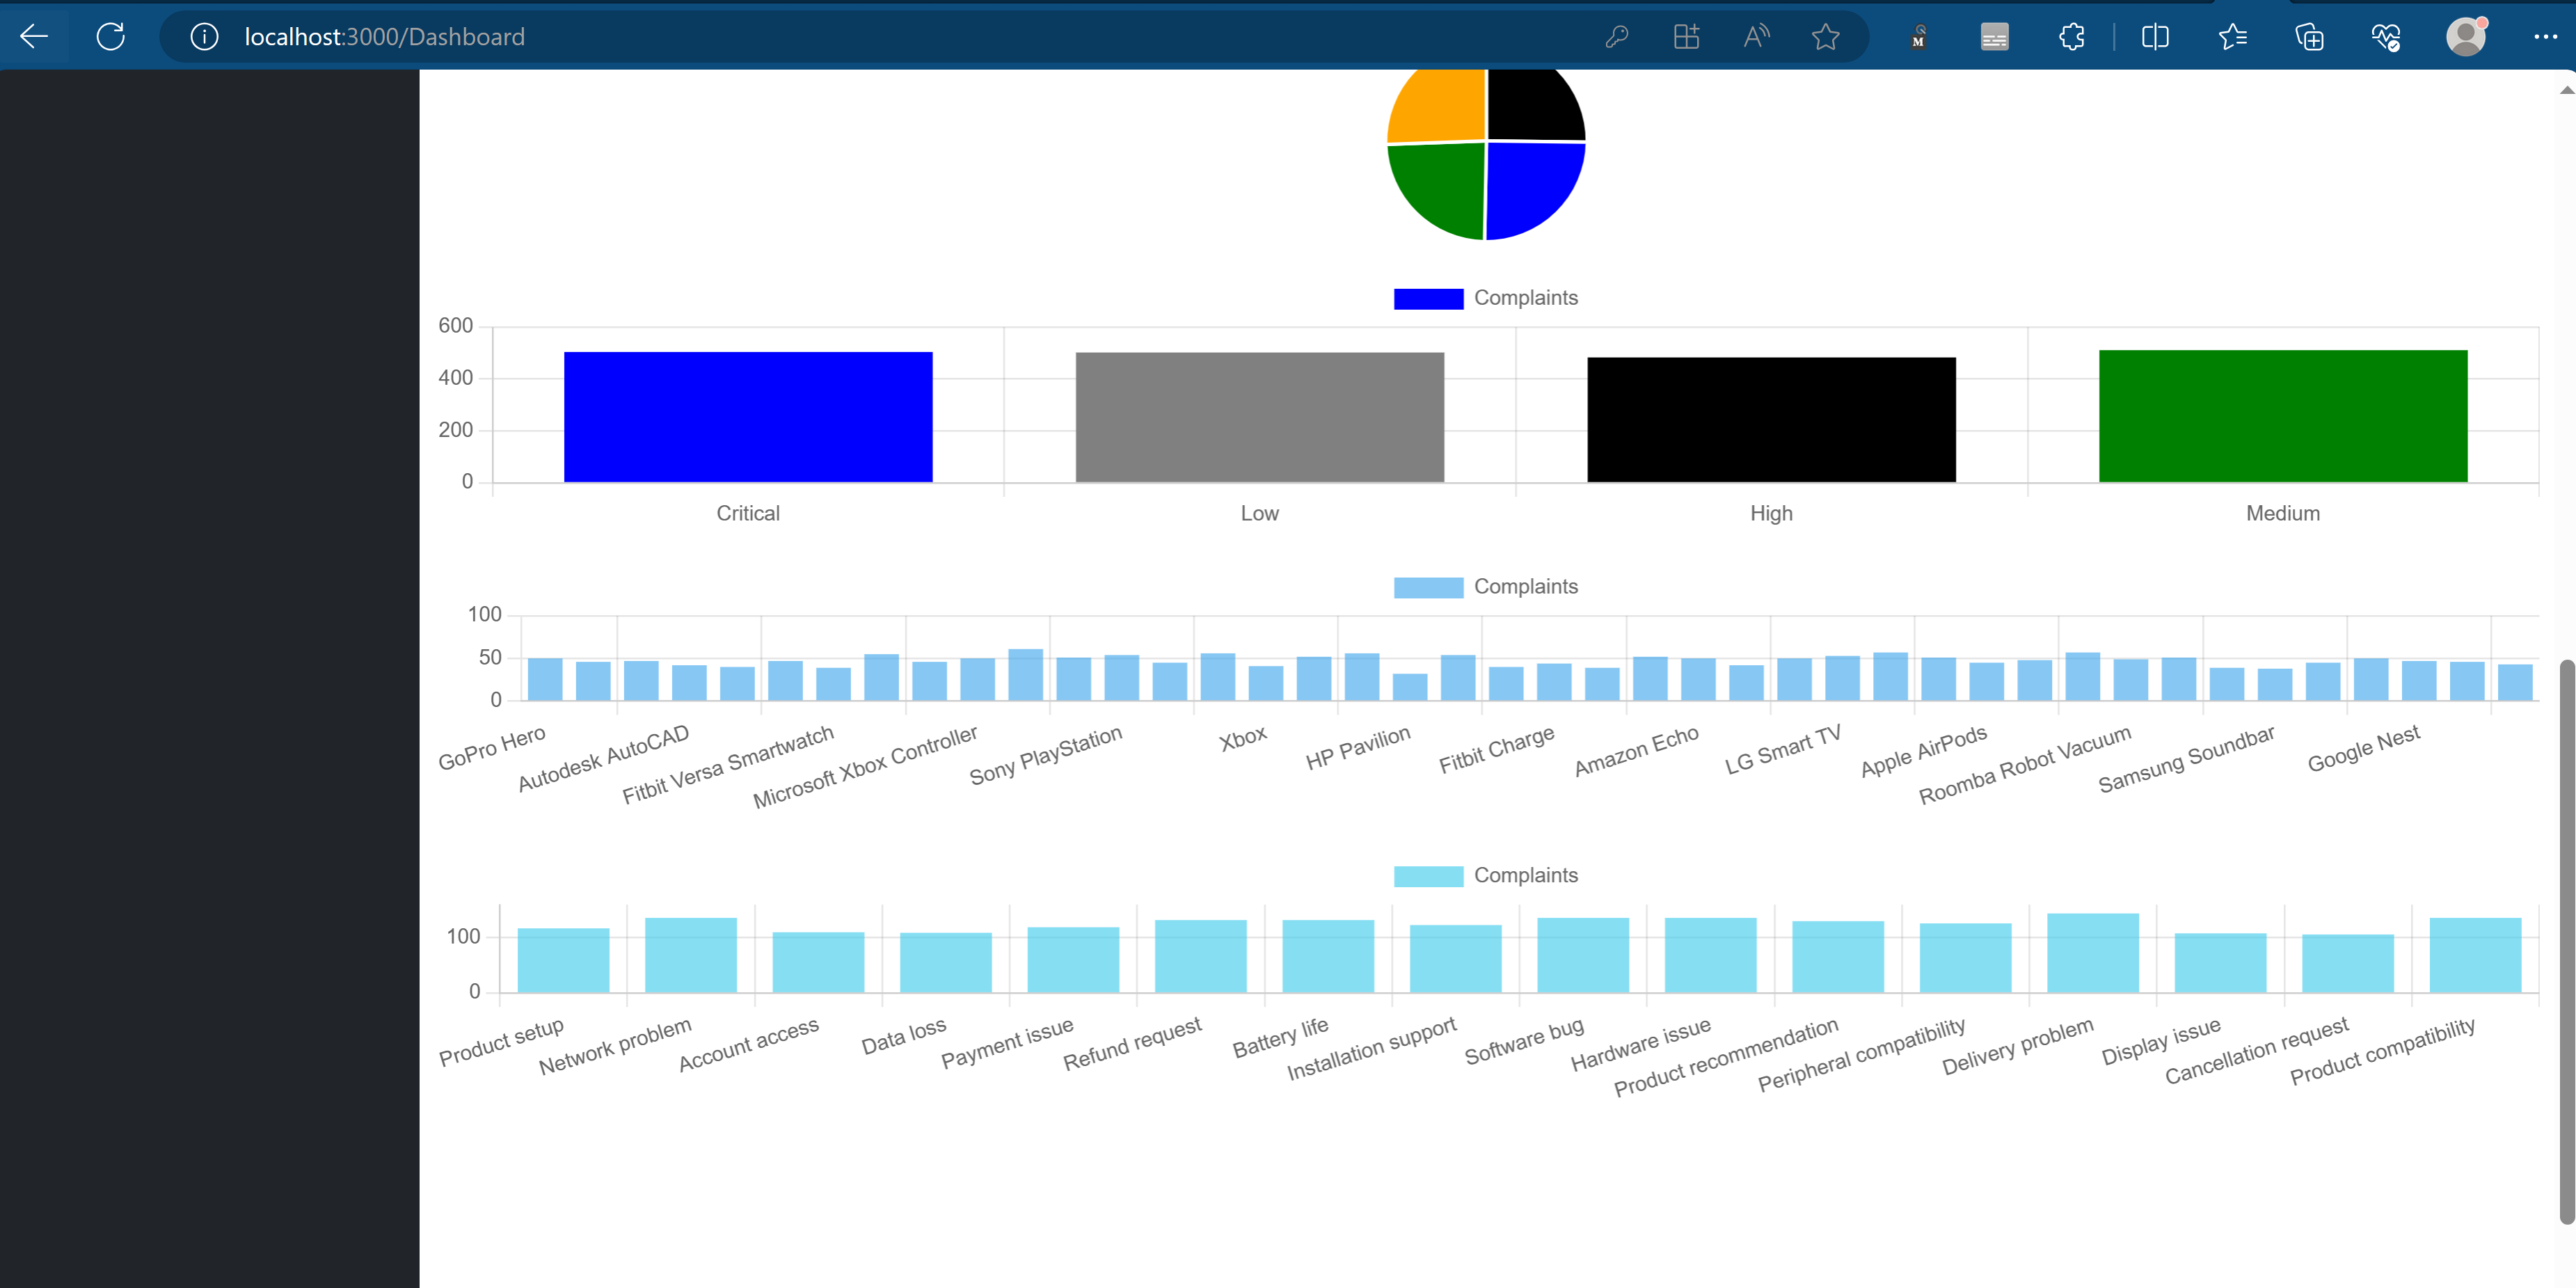 localhost:3000/Dashboard
M
Complaints
600
400
200
0
Critical Low High Medium
Complaints
100
50
0
GoPro Hero
Autodesk AutoCAD
Fitbit Versa Smartwatch
Microsoft Xbox Controller
Sony PlayStation
Xbox
HP Pavilion
Fitbit Charge
Amazon Echo
LG Smart TV
Apple AirPods
Roomba Robot Vacuum
Samsung Soundbar
Google Nest
Complaints
100
0
Product setup
Network problem
Account access
Data loss
Payment issue
Refund request
Battery life
Installation support
Software bug
Hardware issue
Product recommendation
Peripheral compatibility
Delivery problem
Display issue
Cancellation request
Product compatibility